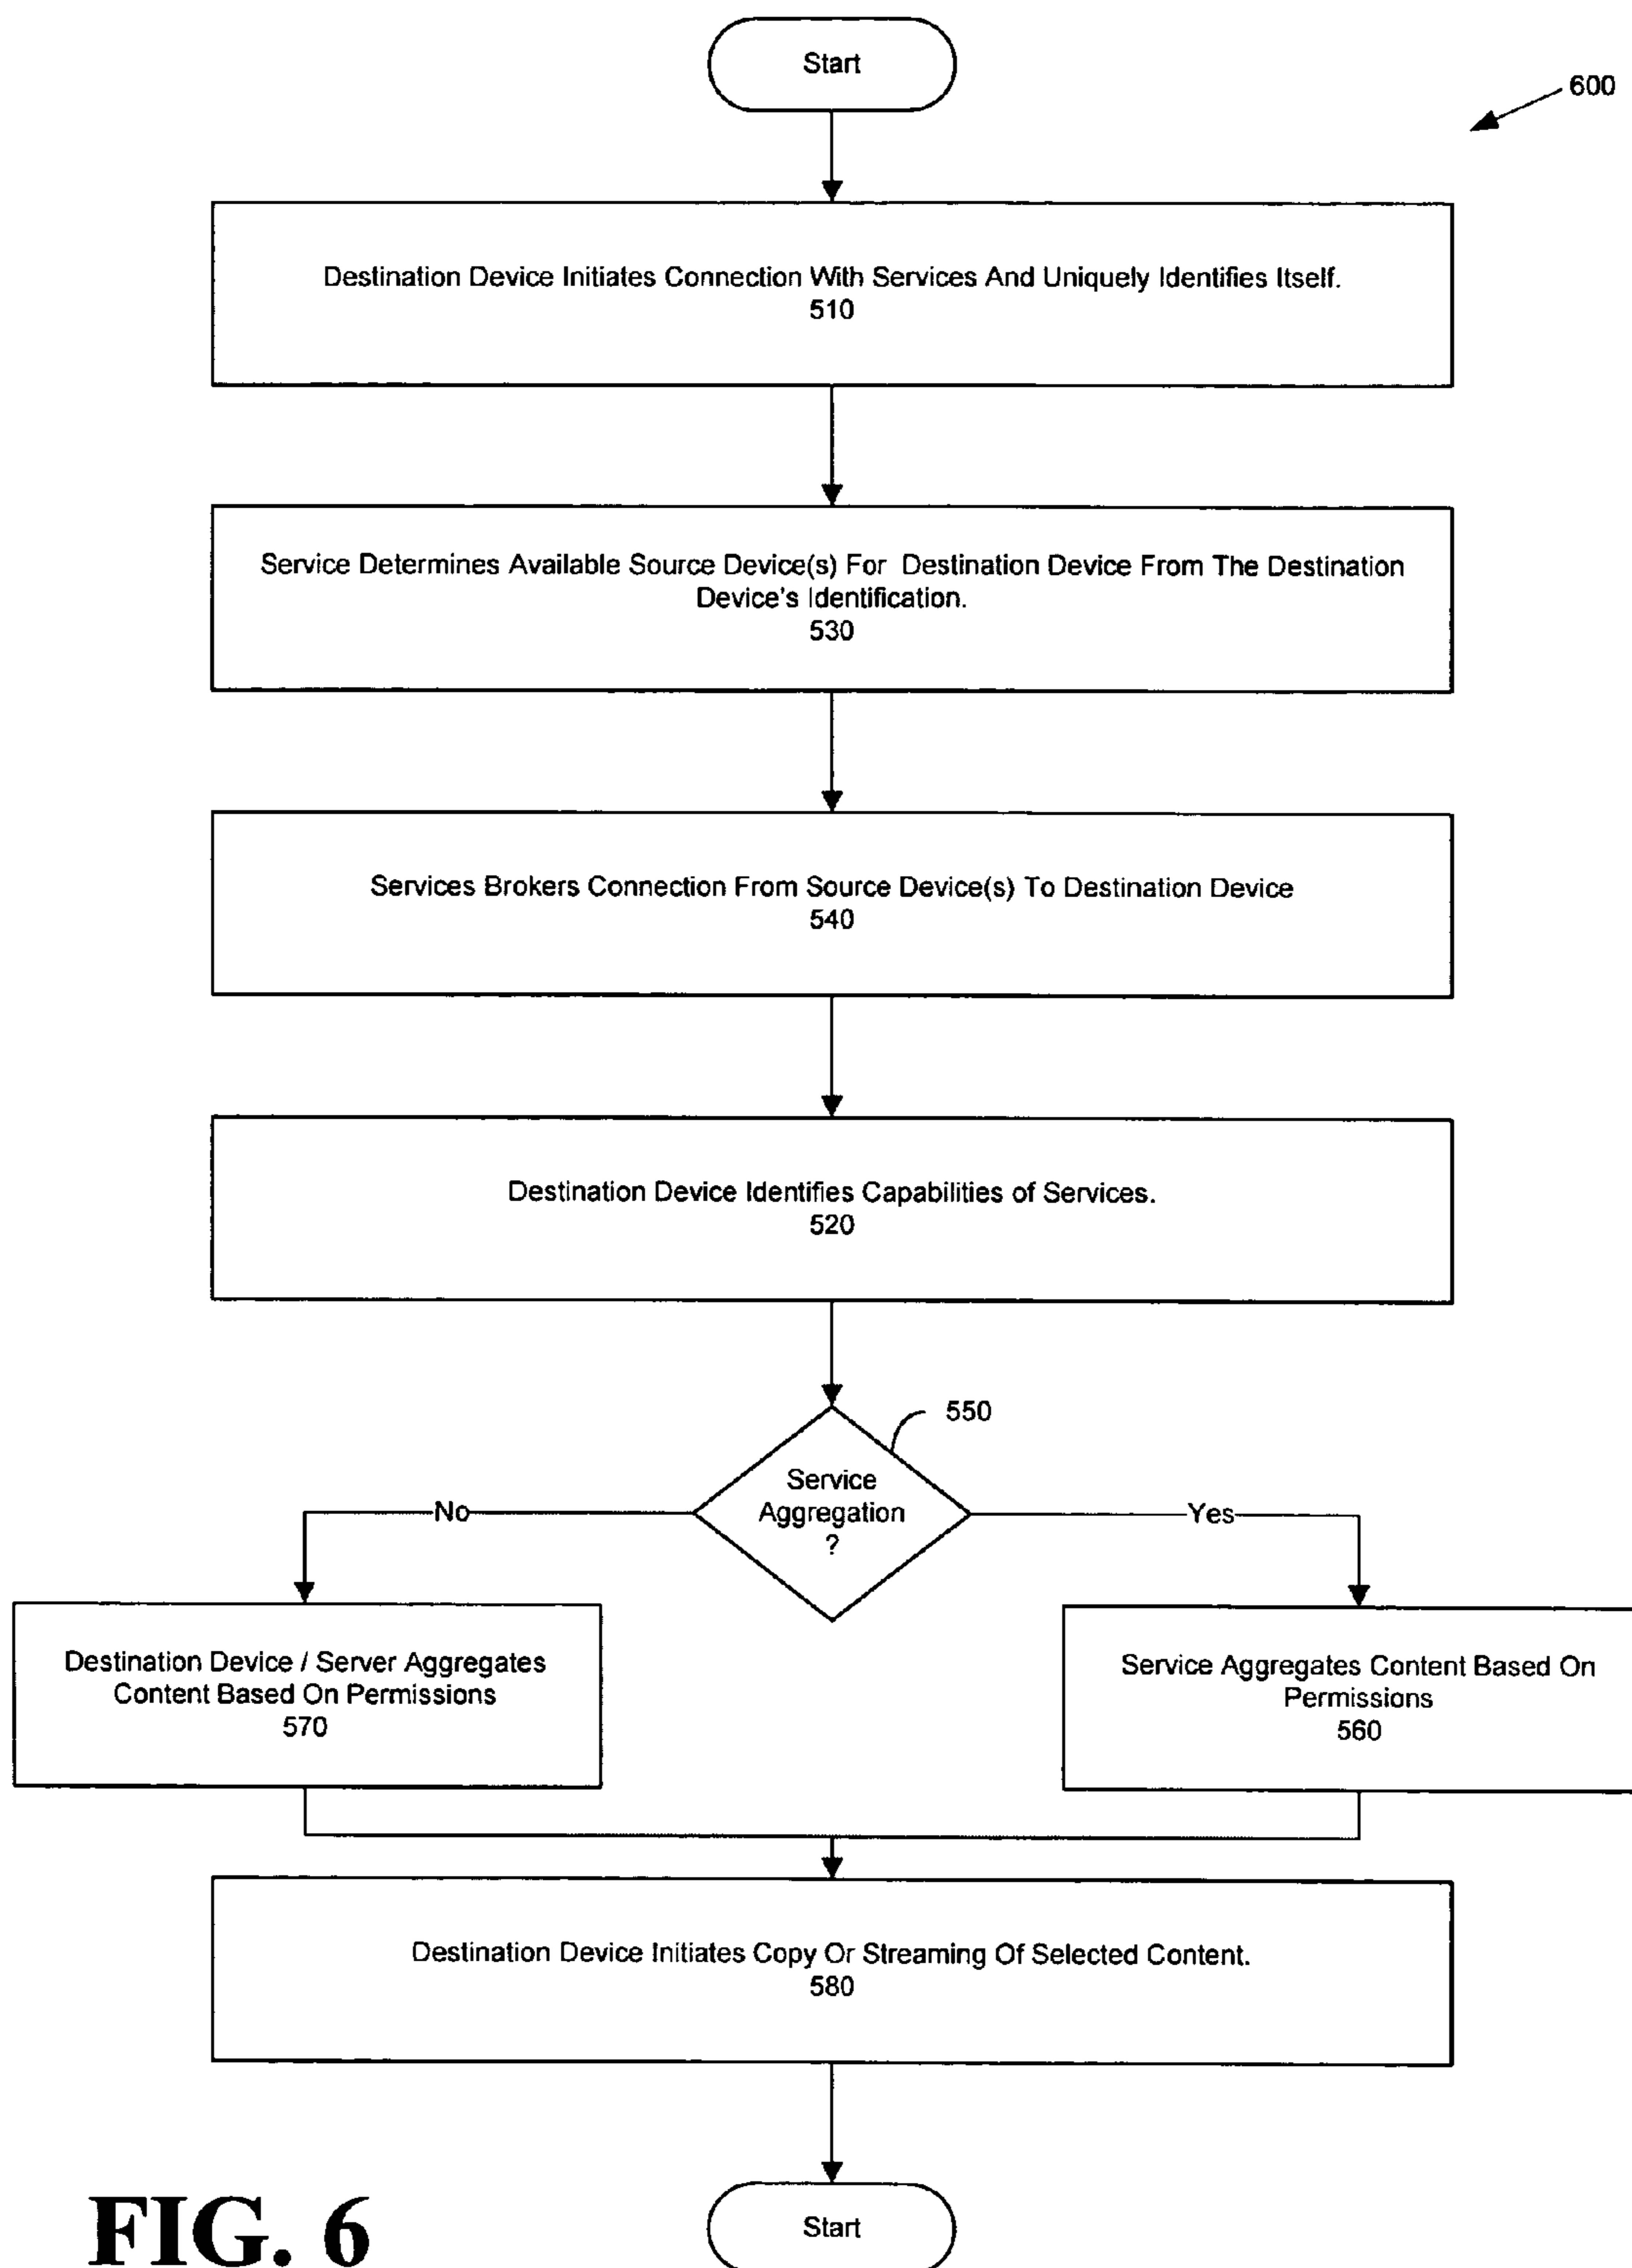 Start
600
Destination Device Initiates Connection With Services And Uniquely Identifies Itself.
510
Service Determines Available Source Device(s) For Destination Device From The Destination
Device's Identification.
530
Services Brokers Connection From Source Device(s) To Destination Device
540
Destination Device Identifies Capabilities of Services.
520
550
Service
Aggregation
?
No
Yes
Destination Device / Server Aggregates
Content Based On Permissions
570
Service Aggregates Content Based On
Permissions
560
Destination Device Initiates Copy Or Streaming Of Selected Content.
580
Start
FIG. 6